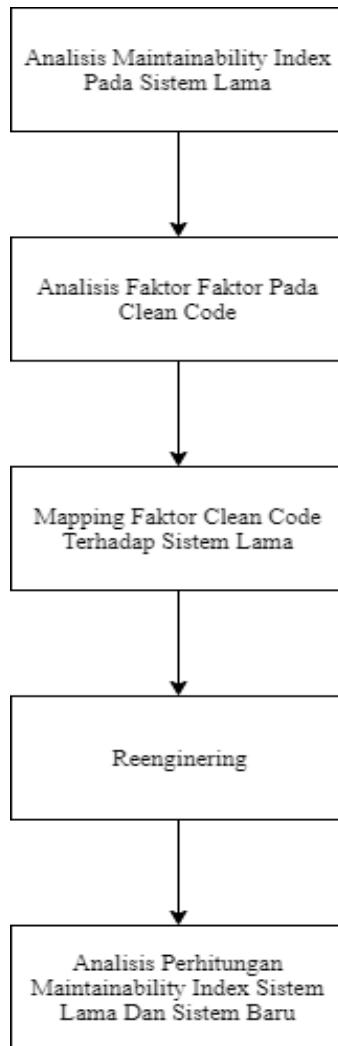 Analisis Maintainability Index
Pada Sistem Lama
Analisis Faktor Faktor Pada
Clean Code
Mapping Faktor Clean Code
Terhadap Sistem Lama
Reenginering
Analisis Perhitungan
Maintainability Index Sistem
Lama Dan Sistem Baru